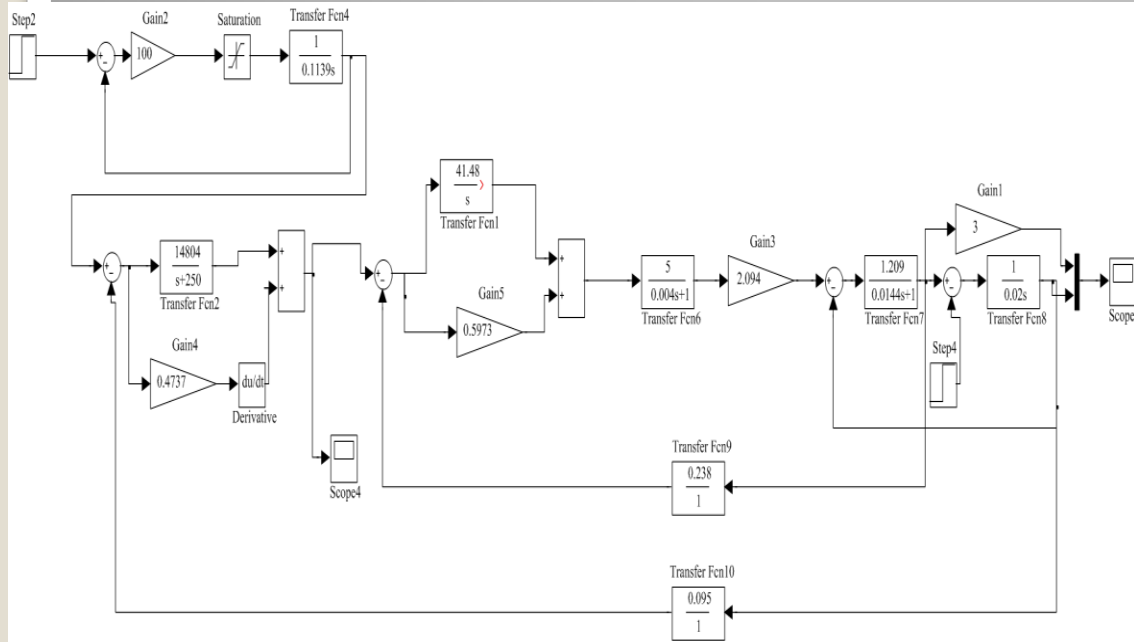 Step2
Gain2
Saturation
Transfer Fcn4
+
-
100
1
0.1139s
41.48
s
Transfer Fcn1
Gain1
3
+
-
14804
s+250
Transfer Fcn2
+
+
+
-
Gain5
0.5973
+
+
5
0.004s+1
Transfer Fcn6
Gain3
2.094
+
-
1.209
0.0144s+1
Transfer Fcn7
+
-
1
0.02s
Transfer Fcn8
Scope
Step4
Gain4
0.4737
du/dt
Derivative
Scope4
Transfer Fcn9
0.238
1
Transfer Fcn10
0.095
1